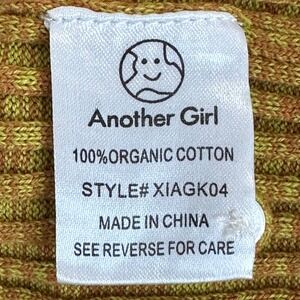 Another Girl
100%ORGANIC COTTON
STYLE# XIAGK04
MADE IN CHINA
SEE REVERSE FOR CARE